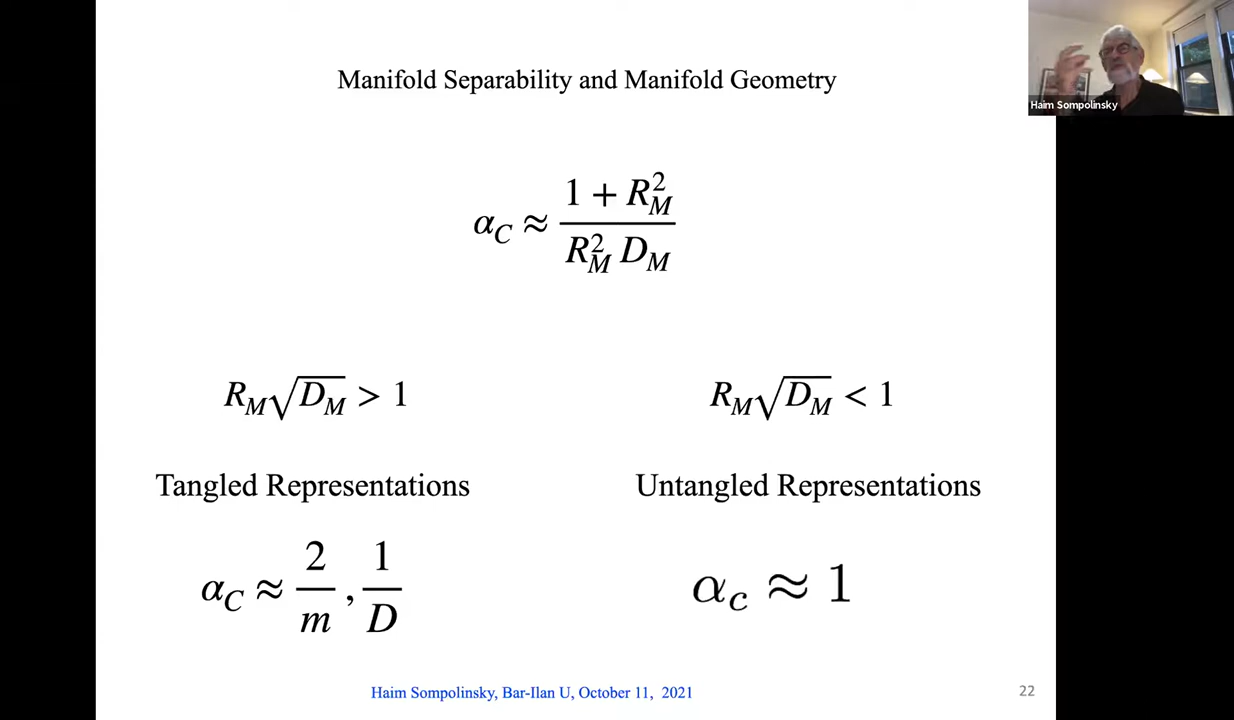 Manifold Separability and Manifold Geometry
Haim Sompolinsky
α_C ≈ (1 + R_M^2) / (R_M^2 D_M)
R_M √D_M > 1
R_M √D_M < 1
Tangled Representations
Untangled Representations
α_C ≈ 2/m , 1/D
α_c ≈ 1
Haim Sompolinsky, Bar-Ilan U, October 11, 2021
22